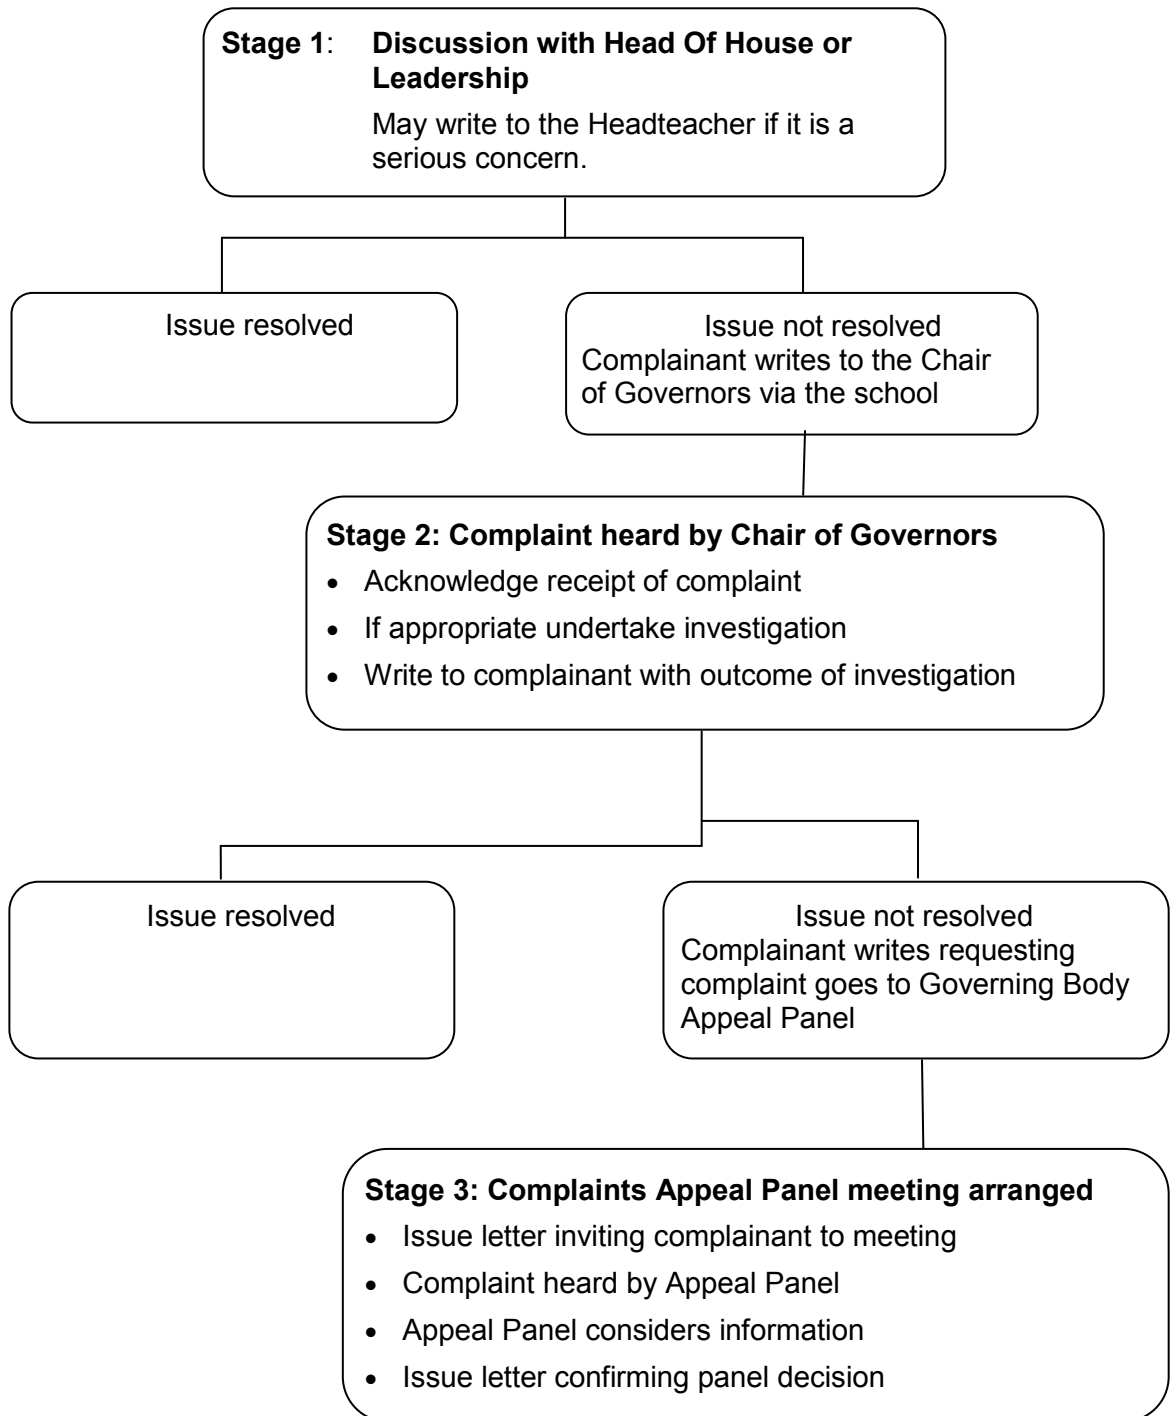 Stage 1: Discussion with Head Of House or
Leadership
May write to the Headteacher if it is a
serious concern.
Issue resolved
Issue not resolved
Complainant writes to the Chair
of Governors via the school
Stage 2: Complaint heard by Chair of Governors
• Acknowledge receipt of complaint
• If appropriate undertake investigation
• Write to complainant with outcome of investigation
Issue resolved
Issue not resolved
Complainant writes requesting
complaint goes to Governing Body
Appeal Panel
Stage 3: Complaints Appeal Panel meeting arranged
• Issue letter inviting complainant to meeting
• Complaint heard by Appeal Panel
• Appeal Panel considers information
• Issue letter confirming panel decision